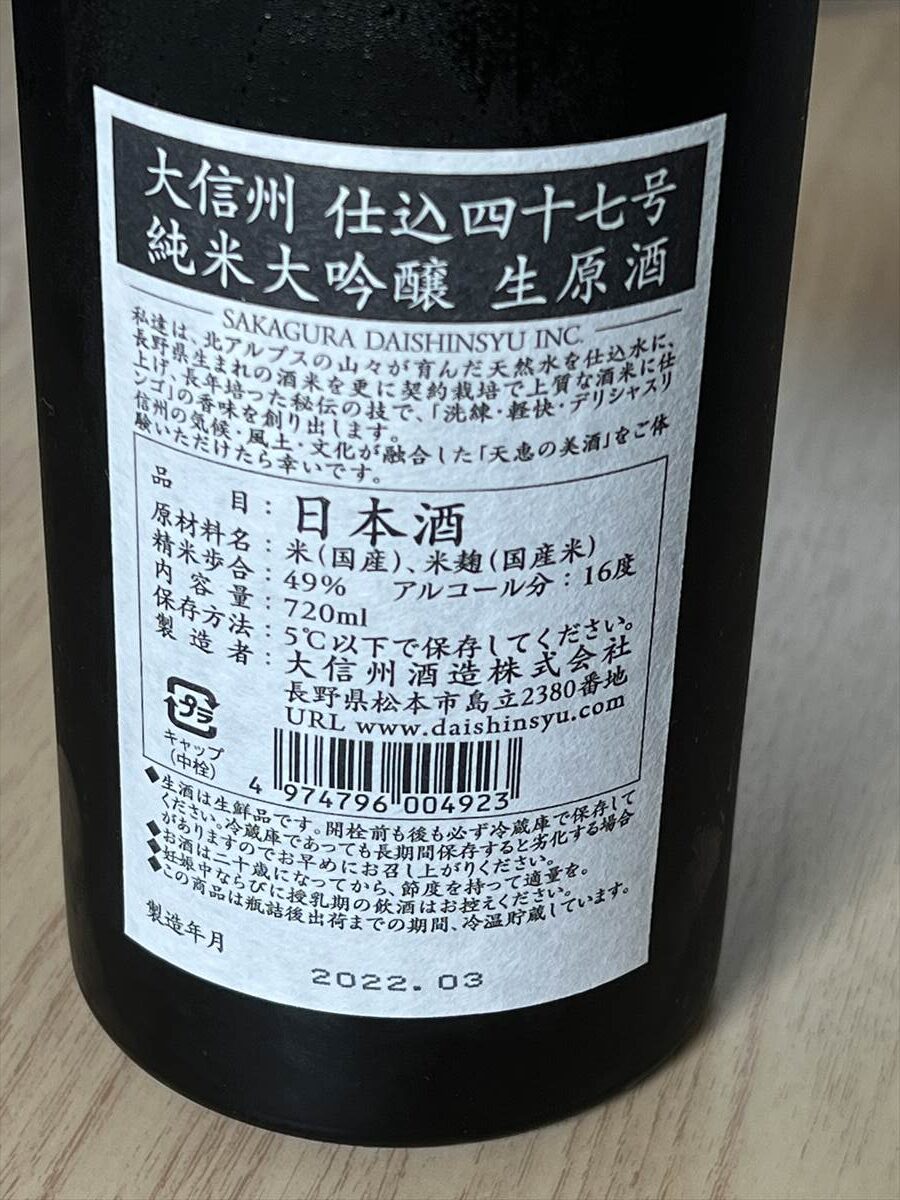 大信州 仕込四十七号
純米大吟醸 生原酒
SAKAGURA DAISHINSYU INC.
私達は、北アルプスの山々が育んだ天然水を仕込水に、
長野県生まれの酒米を更に契約栽培で上質な酒米に仕
上げ、長年培った秘伝の技で、「洗練・軽快・デリシャスリ
ンゴ」の香味を創り出します。
信州の気候・風土・文化が融合した「天恵の美酒」をご体
験いただけたら幸いです。
品目：日本酒
原材料名：米(国産)、米麹(国産米)
精米歩合：49% アルコール分：16度
内容量：720ml
保存方法：5℃以下で保存してください。
製造者：大信州酒造株式会社
長野県松本市島立2380番地
URL www.daishinsyu.com
プラ
キャップ
(中栓)
4 974796 004923
◆生酒は生鮮品です。開栓前も後も必ず冷蔵庫で保存して
ください。冷蔵庫であっても長期間保存すると劣化する場合
がありますのでお早めにお召し上がりください。
◆お酒は二十歳になってから、節度を持って適量を。
◆妊娠中ならびに授乳期の飲酒はお控えください。
◆この商品は瓶詰後出荷までの期間、冷温貯蔵しています。
製造年月
2022.03